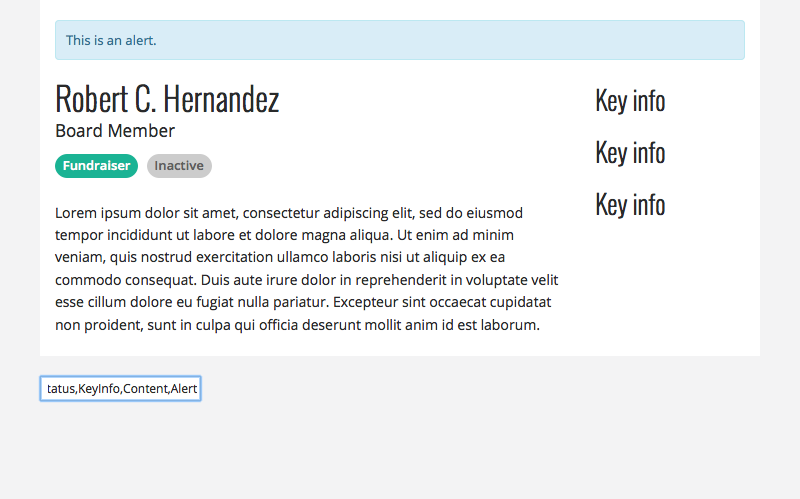 This is an alert.
Robert C. Hernandez
Board Member
Fundraiser Inactive
Lorem ipsum dolor sit amet, consectetur adipiscing elit, sed do eiusmod
tempor incididunt ut labore et dolore magna aliqua. Ut enim ad minim
veniam, quis nostrud exercitation ullamco laboris nisi ut aliquip ex ea
commodo consequat. Duis aute irure dolor in reprehenderit in voluptate velit
esse cillum dolore eu fugiat nulla pariatur. Excepteur sint occaecat cupidatat
non proident, sunt in culpa qui officia deserunt mollit anim id est laborum.
Key info
Key info
Key info
tatus,KeyInfo,Content,Alert